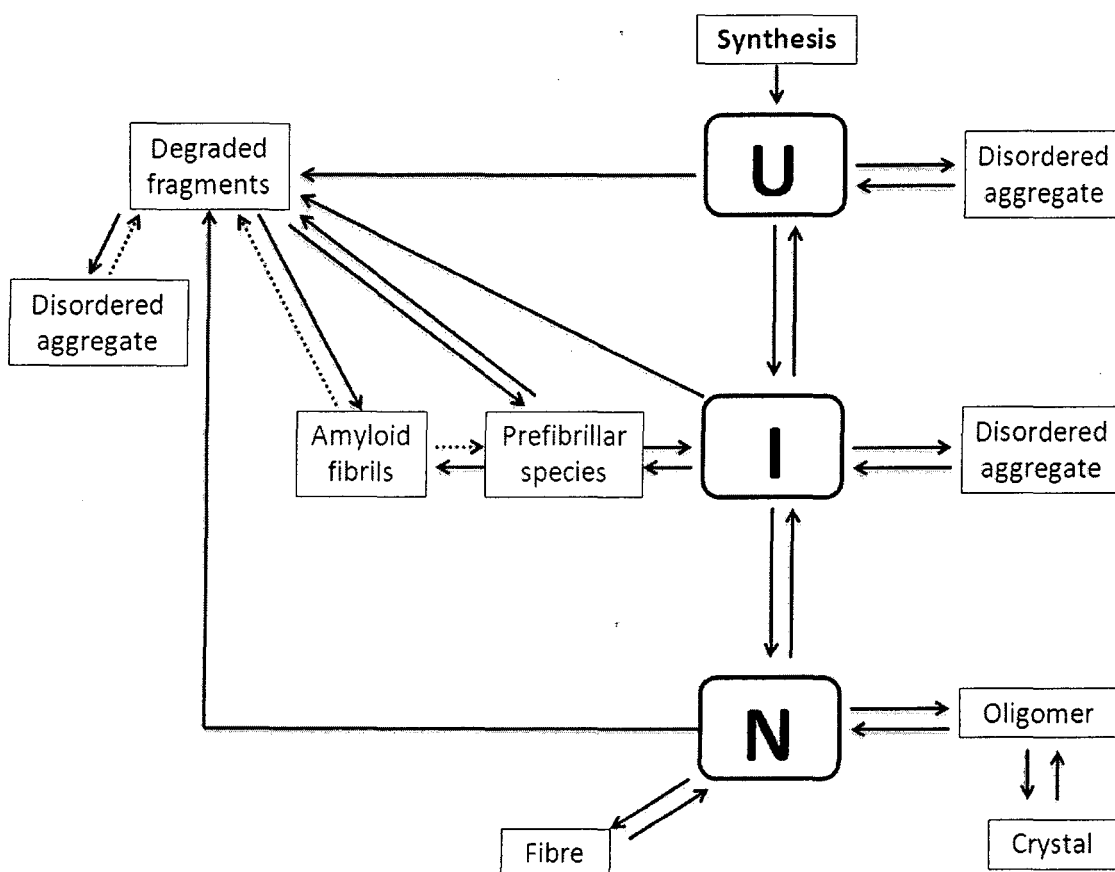 Synthesis
U
Disordered
aggregate
Degraded
fragments
Disordered
aggregate
Amyloid
fibrils
Prefibrillar
species
I
Disordered
aggregate
N
Oligomer
Fibre
Crystal